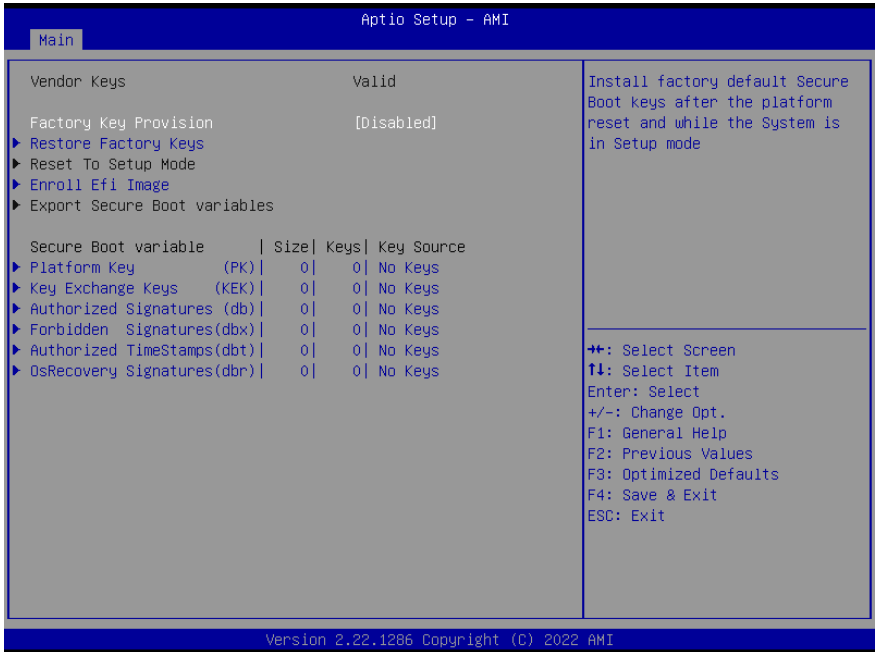 Aptio Setup - AMI
Main
Vendor Keys Valid
Factory Key Provision [Disabled]
Restore Factory Keys
Reset To Setup Mode
Enroll Efi Image
Export Secure Boot variables
Secure Boot variable | Size| Keys| Key Source
Platform Key (PK)| 0| 0| No Keys
Key Exchange Keys (KEK)| 0| 0| No Keys
Authorized Signatures (db)| 0| 0| No Keys
Forbidden Signatures(dbx)| 0| 0| No Keys
Authorized TimeStamps(dbt)| 0| 0| No Keys
OsRecovery Signatures(dbr)| 0| 0| No Keys
Install factory default Secure
Boot keys after the platform
reset and while the System is
in Setup mode
→←: Select Screen
↑↓: Select Item
Enter: Select
+/-: Change Opt.
F1: General Help
F2: Previous Values
F3: Optimized Defaults
F4: Save & Exit
ESC: Exit
Version 2.22.1286 Copyright (C) 2022 AMI